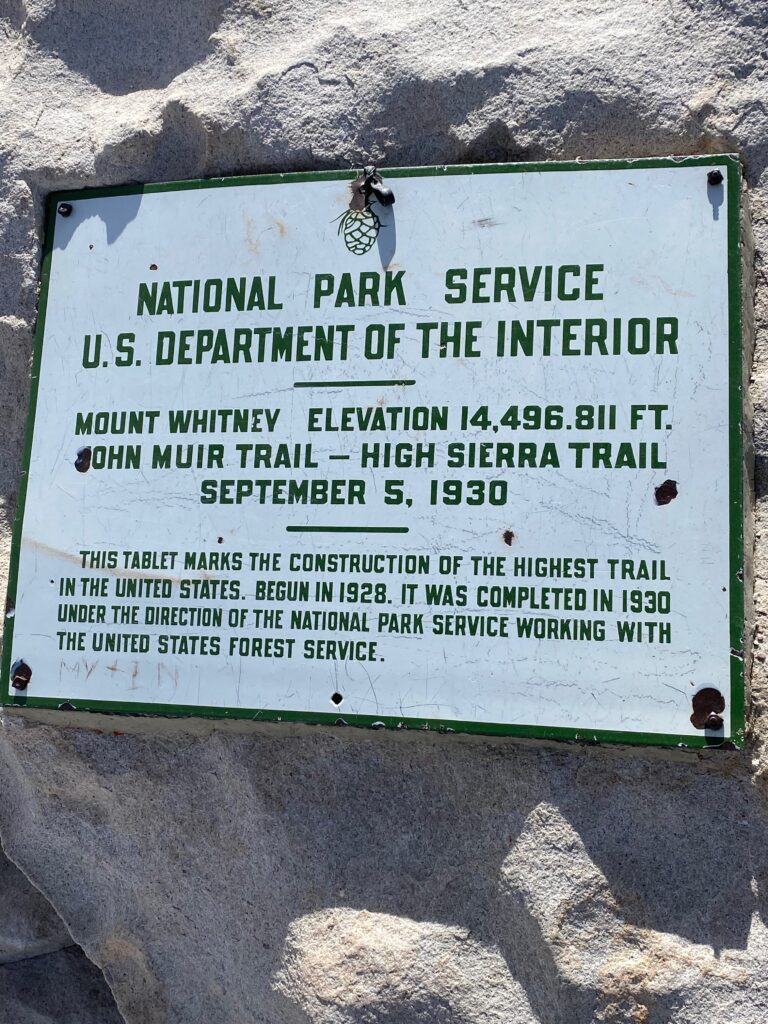 NATIONAL PARK SERVICE
U.S. DEPARTMENT OF THE INTERIOR
MOUNT WHITNEY ELEVATION 14,496.811 FT.
JOHN MUIR TRAIL – HIGH SIERRA TRAIL
SEPTEMBER 5, 1930
THIS TABLET MARKS THE CONSTRUCTION OF THE HIGHEST TRAIL
IN THE UNITED STATES. BEGUN IN 1928. IT WAS COMPLETED IN 1930
UNDER THE DIRECTION OF THE NATIONAL PARK SERVICE WORKING WITH
THE UNITED STATES FOREST SERVICE.